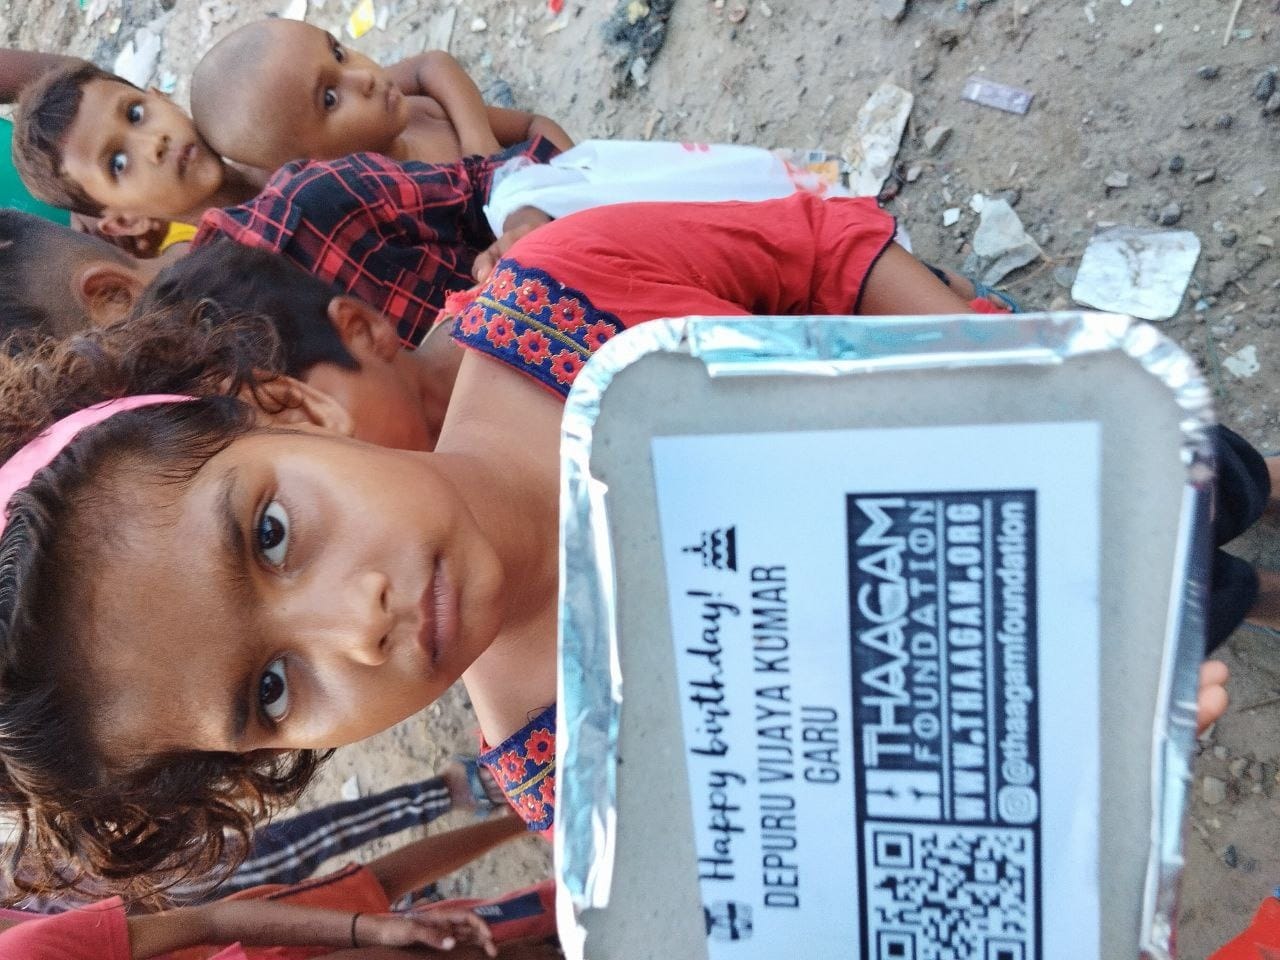 Happy birthday!
DEPURU VIJAYA KUMAR
GARU
THAAGAM
FOUNDATION
WWW.THAAGAM.ORG
@thaagamfoundation